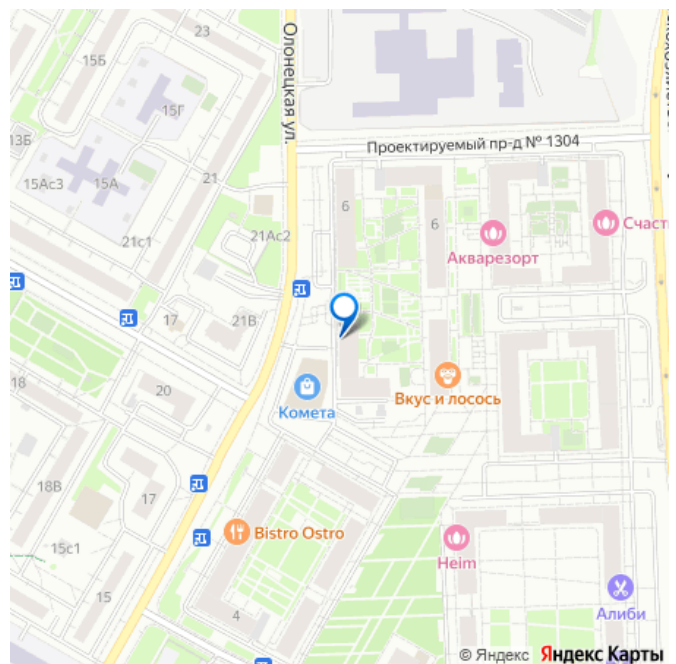 23
Олонецкая ул.
15Б
15Г
Проектируемый пр-д № 1304
13Б
15Ас3
15А
21
6
6
Счаст
21с1
21Ас2
Акварезорт
17
21В
18
20
Комета
Вкус и лосось
18В
17
15с1
Bistro Ostro
Heim
15
4
Алиби
© Яндекс Яндекс Карты